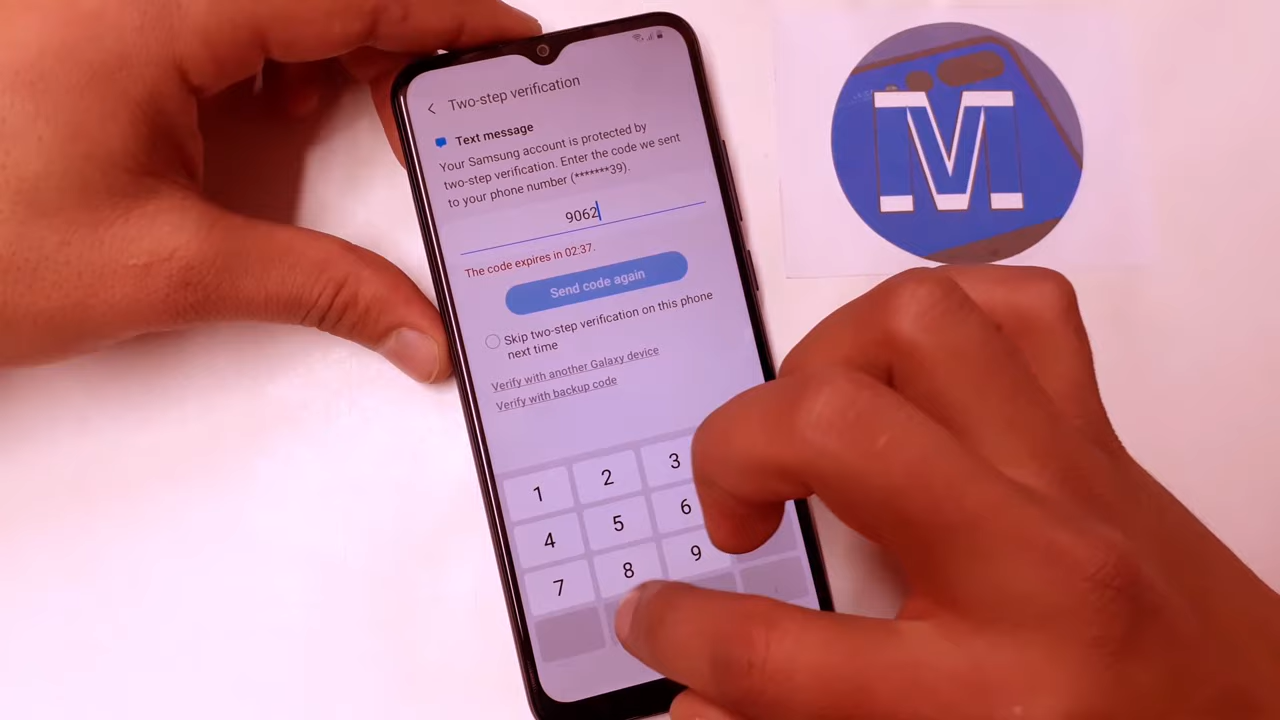 Two-step verification
Text message
Your Samsung account is protected by
two-step verification. Enter the code we sent
to your phone number (*******39).
9062
The code expires in 02:37.
Send code again
Skip two-step verification on this phone
next time
Verify with another Galaxy device
Verify with backup code
1 2 3
4 5 6
7 8 9
M